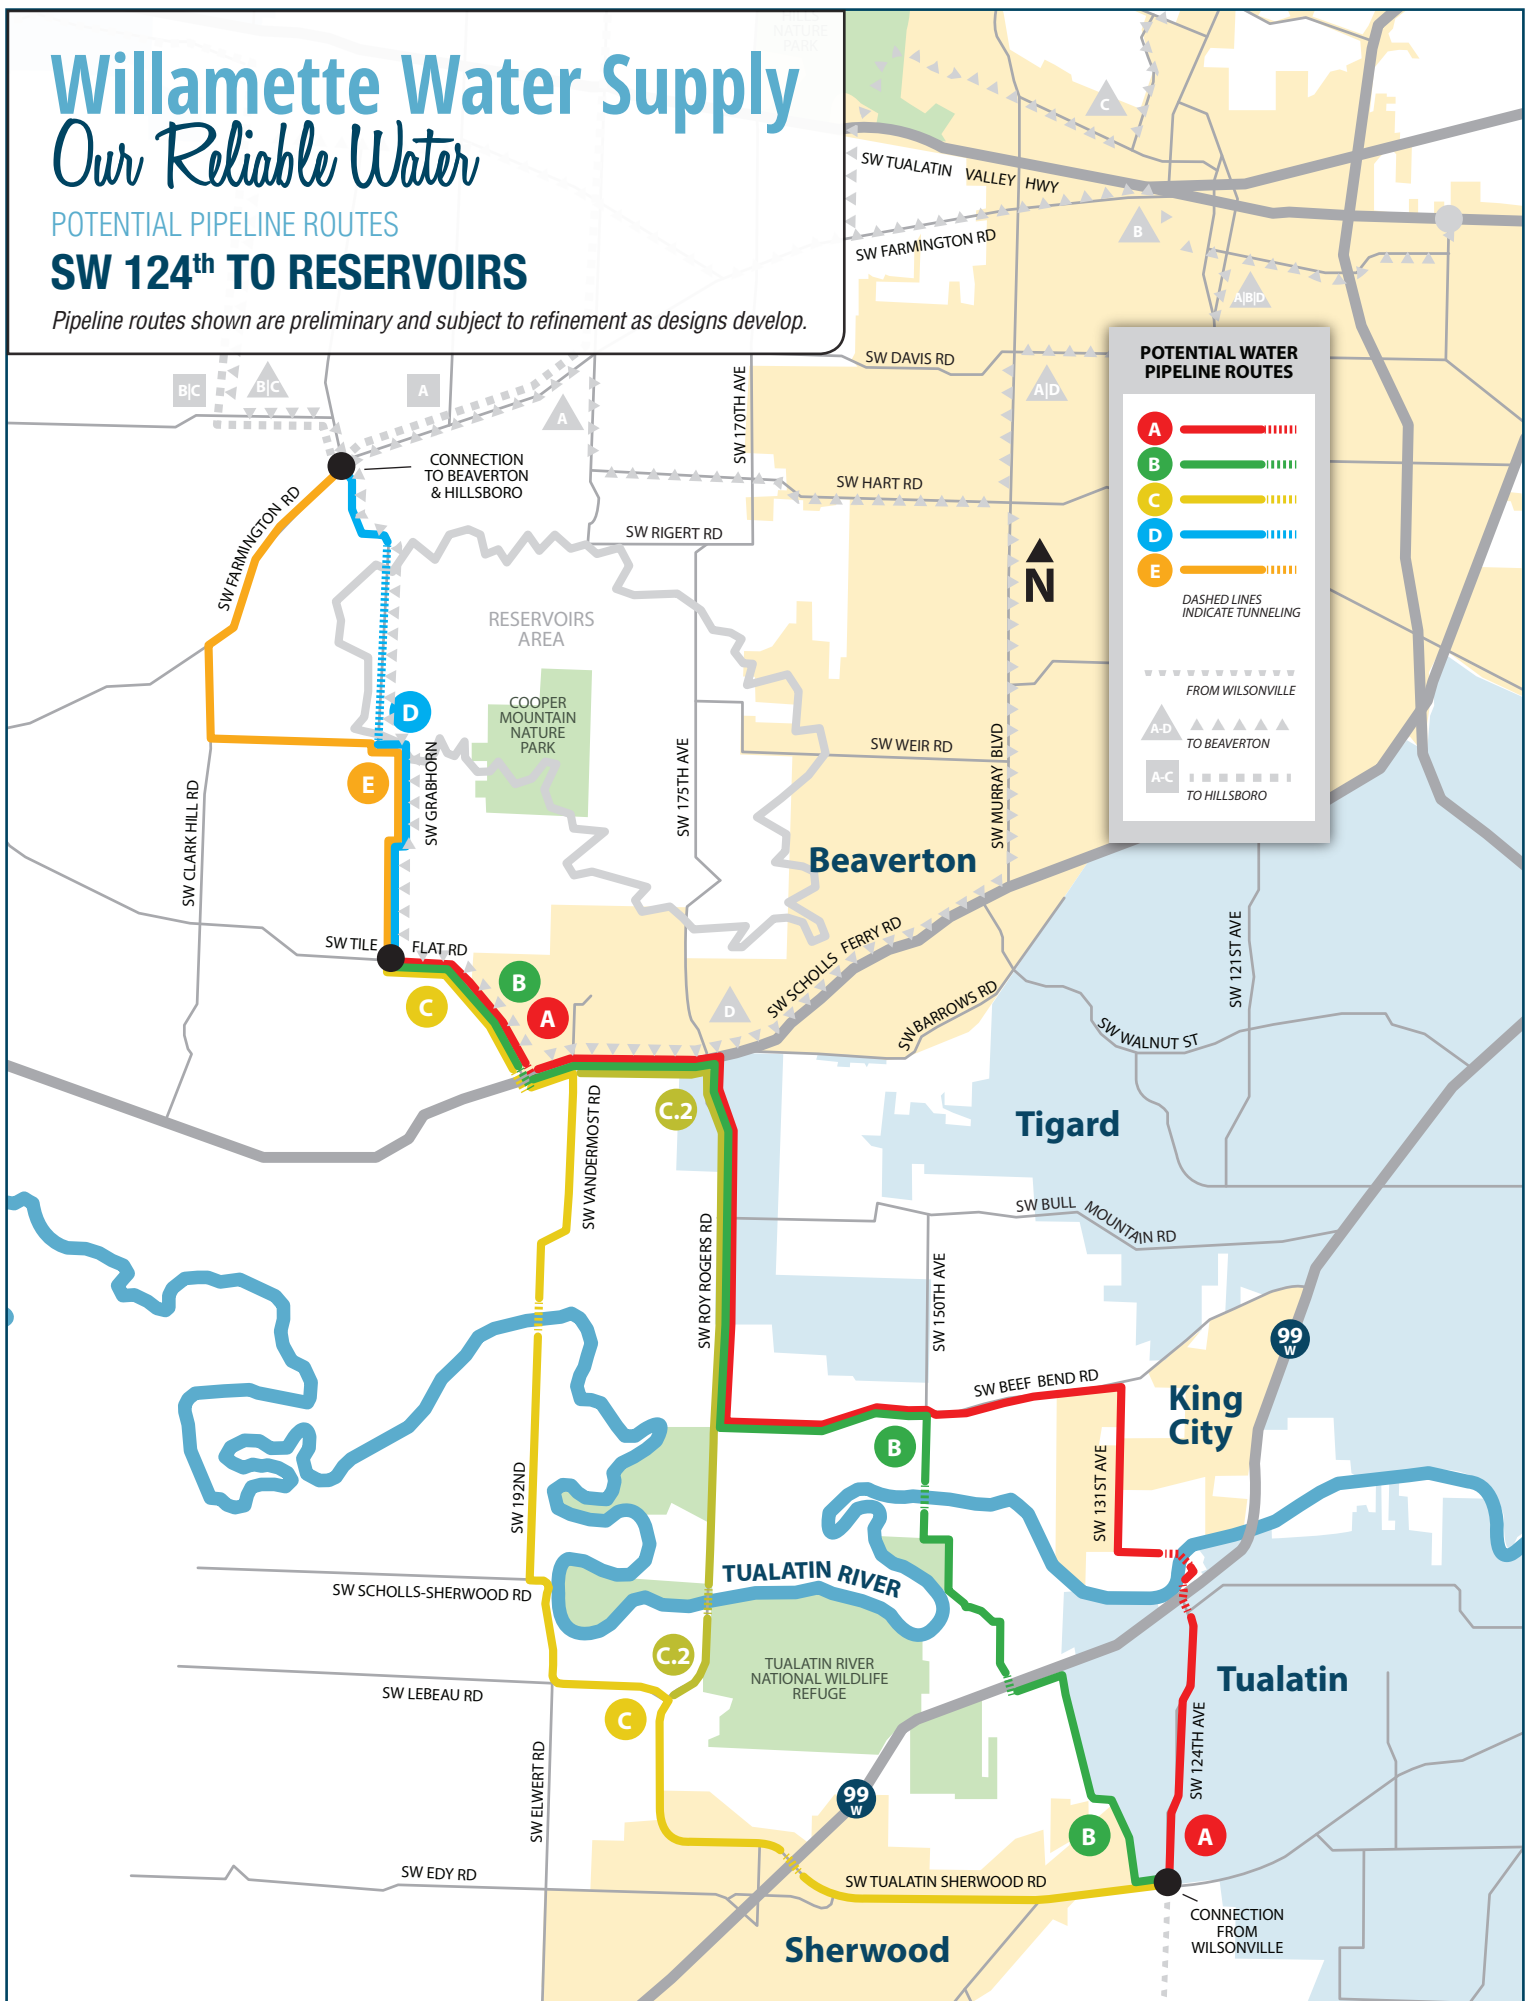 Willamette Water Supply
Our Reliable Water
POTENTIAL PIPELINE ROUTES
SW 124th TO RESERVOIRS
Pipeline routes shown are preliminary and subject to refinement as designs develop.
NATURE
PARK
C
SW TUALATIN VALLEY HWY
SW FARMINGTON RD
B
A|B|D
SW DAVIS RD
A|D
B|C
B|C
A
A
SW 170TH AVE
CONNECTION
TO BEAVERTON
& HILLSBORO
SW HART RD
SW RIGERT RD
SW FARMINGTON RD
N
POTENTIAL WATER
PIPELINE ROUTES
A
B
C
D
E
DASHED LINES
INDICATE TUNNELING
FROM WILSONVILLE
A-D
TO BEAVERTON
A-C
TO HILLSBORO
RESERVOIRS
AREA
COOPER
MOUNTAIN
NATURE
PARK
D
E
SW GRABHORN
SW CLARK HILL RD
SW 175TH AVE
SW WEIR RD
SW MURRAY BLVD
Beaverton
SW TILE FLAT RD
B
A
C
D
SW SCHOLLS FERRY RD
SW BARROWS RD
SW 121ST AVE
SW WALNUT ST
C.2
Tigard
SW VANDERMOST RD
SW BULL MOUNTAIN RD
SW ROY ROGERS RD
SW 150TH AVE
99
W
SW BEEF BEND RD
King
City
B
SW 131ST AVE
SW 192ND
SW SCHOLLS-SHERWOOD RD
TUALATIN RIVER
C.2
TUALATIN RIVER
NATIONAL WILDLIFE
REFUGE
Tualatin
SW LEBEAU RD
C
SW 124TH AVE
SW ELWERT RD
99
W
B
A
SW EDY RD
SW TUALATIN SHERWOOD RD
CONNECTION
FROM
WILSONVILLE
Sherwood